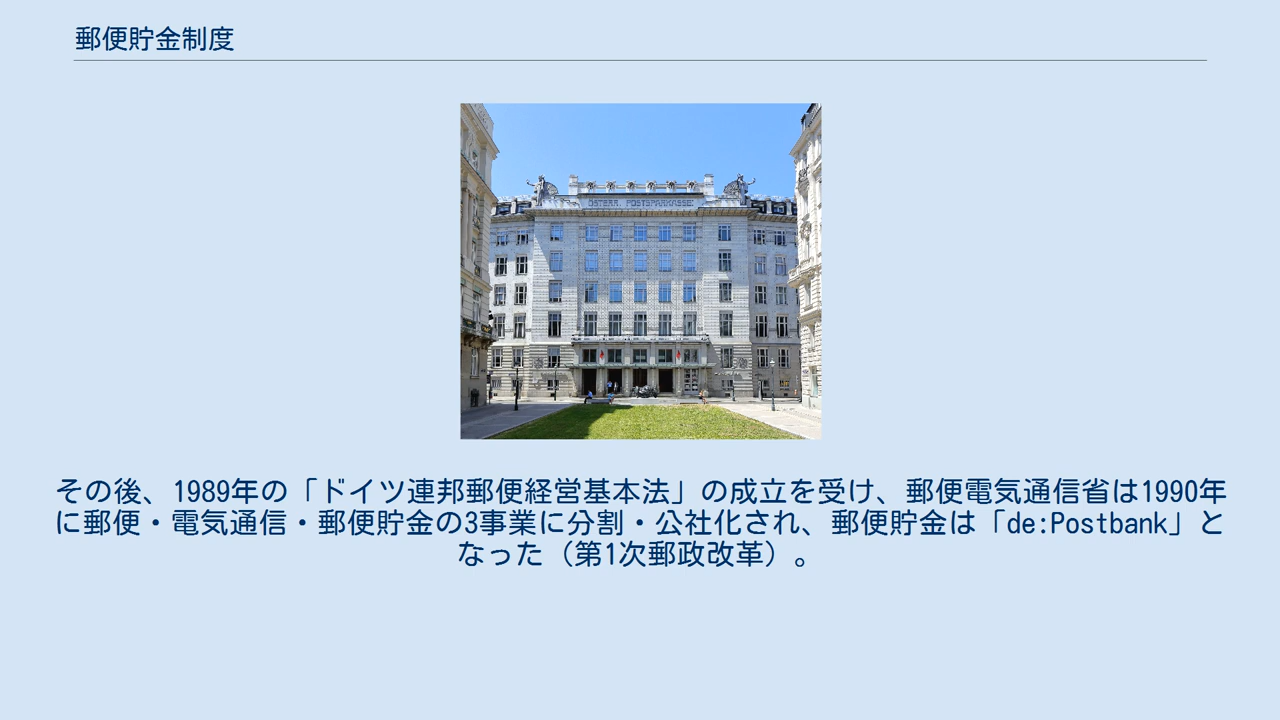 郵便貯金制度
ÖSTERR. POSTSPARKASSE
その後、1989年の「ドイツ連邦郵便経営基本法」の成立を受け、郵便電気通信省は1990年
に郵便・電気通信・郵便貯金の3事業に分割・公社化され、郵便貯金は「de:Postbank」と
なった（第1次郵政改革）。